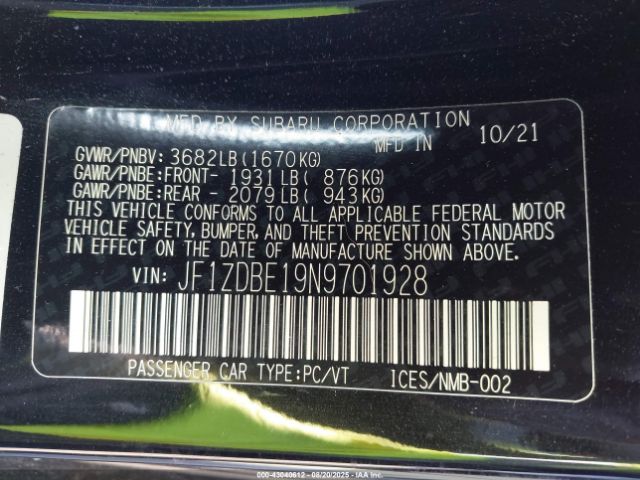 MFD BY SUBARU CORPORATION
MFD IN 10/21
GVWR/PNBV: 3682LB(1670KG)
GAWR/PNBE:FRONT- 1931LB( 876KG)
GAWR/PNBE:REAR - 2079LB( 943KG)
THIS VEHICLE CONFORMS TO ALL APPLICABLE FEDERAL MOTOR
VEHICLE SAFETY, BUMPER, AND THEFT PREVENTION STANDARDS
IN EFFECT ON THE DATE OF MANUFACTURE SHOWN ABOVE.
VIN: JF1ZDBE19N9701928
PASSENGER CAR TYPE:PC/VT ICES/NMB-002
000-43040612 - 08/20/2025 - IAAI